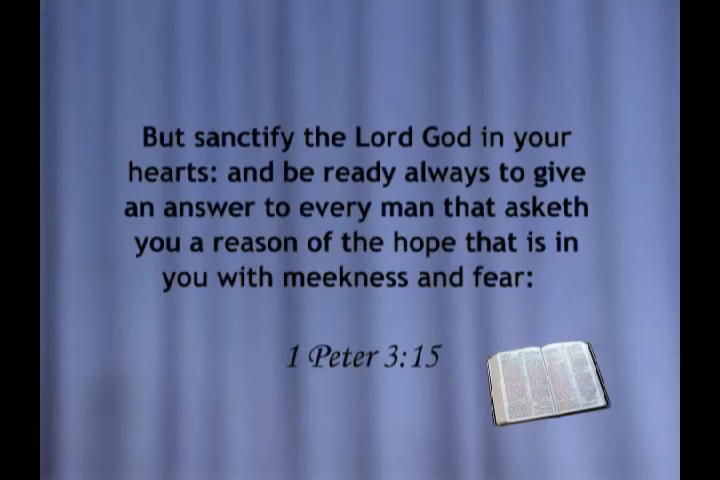 But sanctify the Lord God in your
hearts: and be ready always to give
an answer to every man that asketh
you a reason of the hope that is in
you with meekness and fear:
1 Peter 3:15